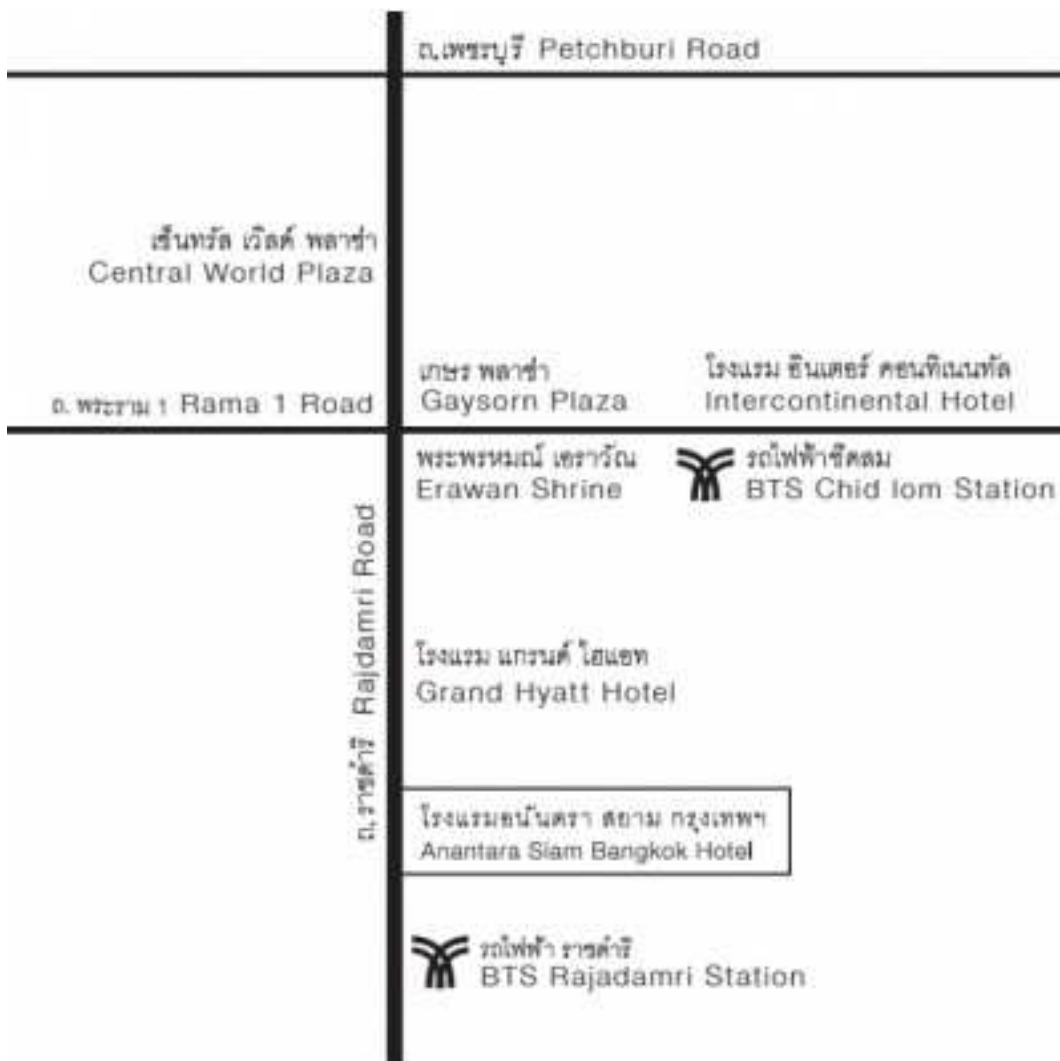 ถ.เพชรบุรี Petchburi Road
เซ็นทรัล เวิลด์ พลาซ่า
Central World Plaza
เกษร พลาซ่า
Gaysorn Plaza
โรงแรม อินเตอร์ คอนทิเนนทัล
Intercontinental Hotel
ถ. พระราม 1 Rama 1 Road
พระพรหมณ์ เอราวัณ
Erawan Shrine
รถไฟฟ้าชิดลม
BTS Chid lom Station
ถ.ราชดำริ Rajdamri Road
โรงแรม แกรนด์ ไฮแอท
Grand Hyatt Hotel
โรงแรมอนันตรา สยาม กรุงเทพฯ
Anantara Siam Bangkok Hotel
รถไฟฟ้า ราชดำริ
BTS Rajadamri Station